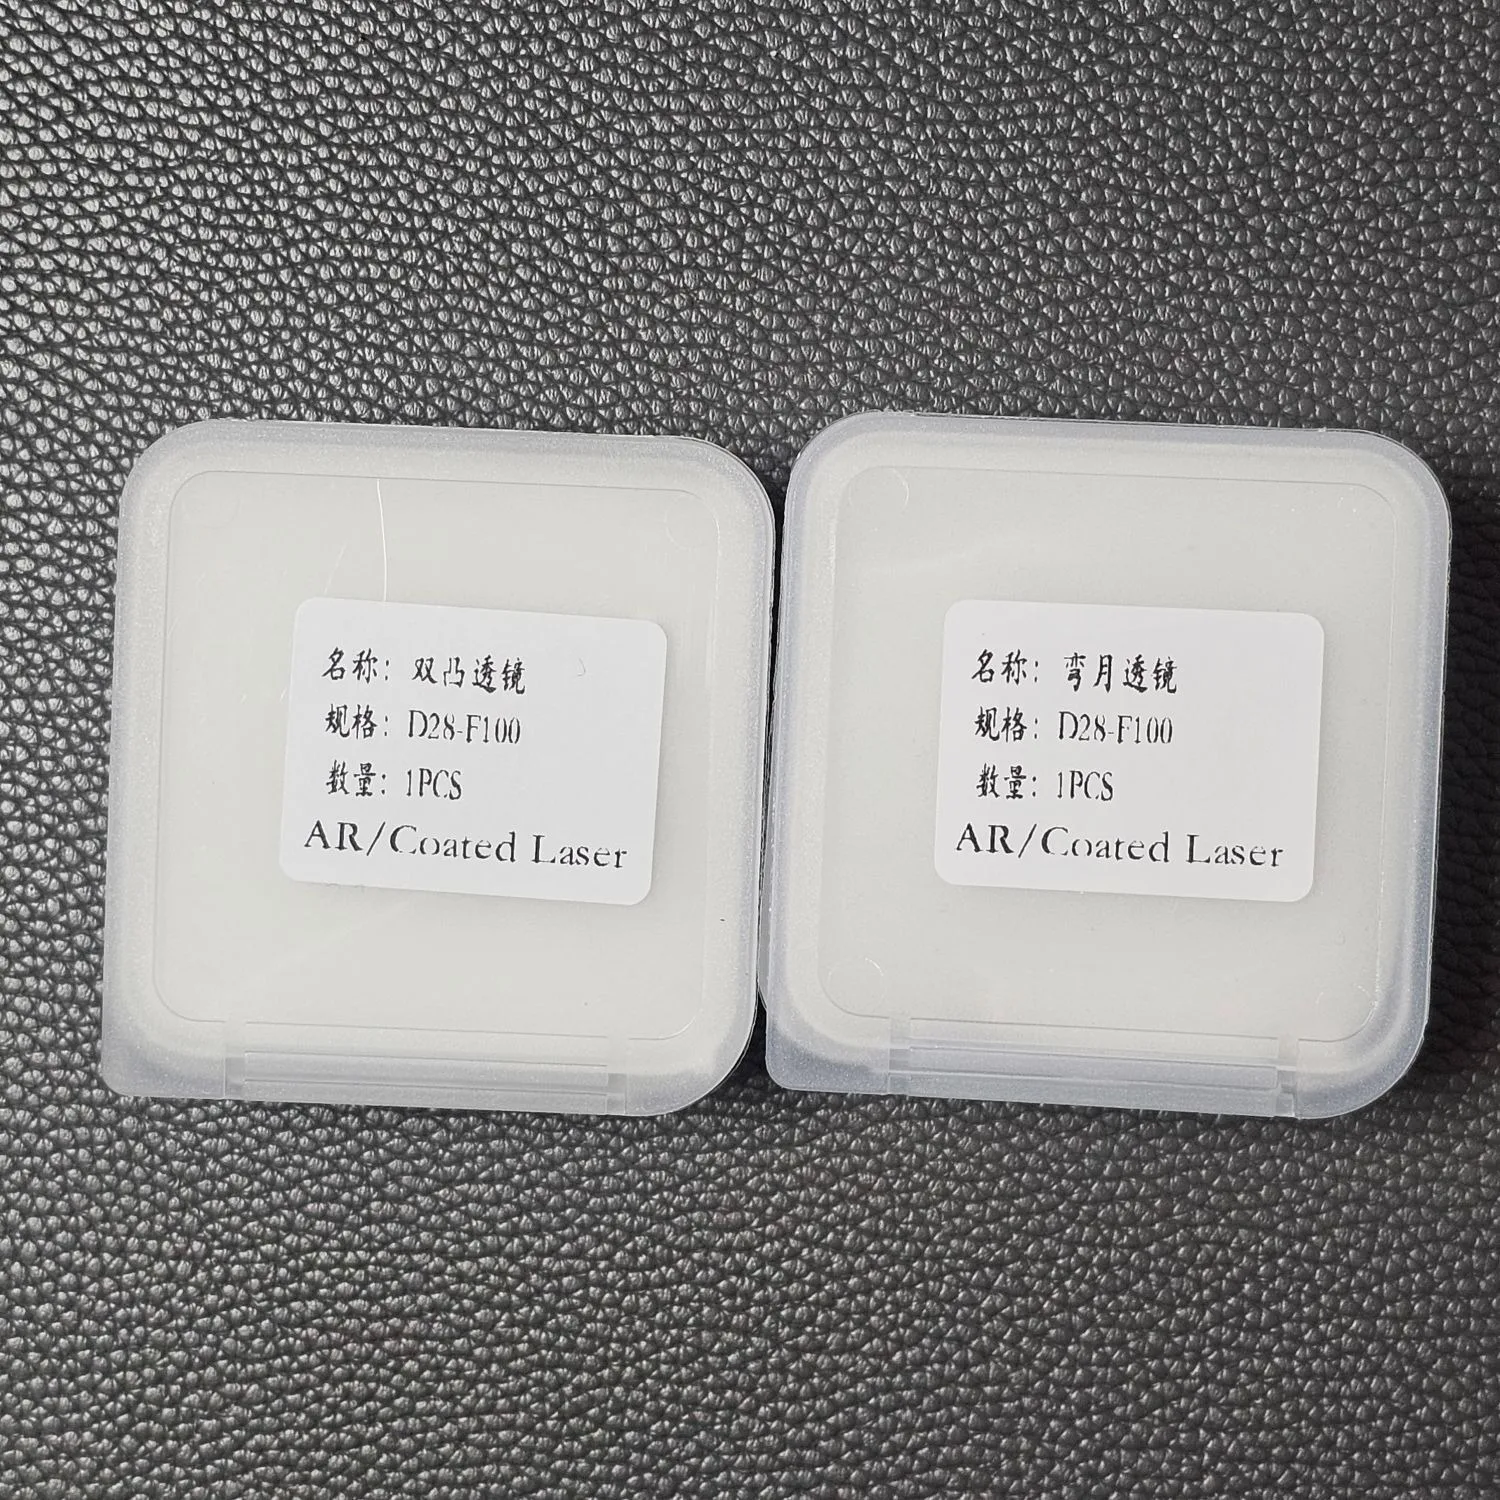 名称：双凸透镜
规格：D28-F100
数量：1PCS
AR/Coated Laser
名称：弯月透镜
规格：D28-F100
数量：1PCS
AR/Coated Laser